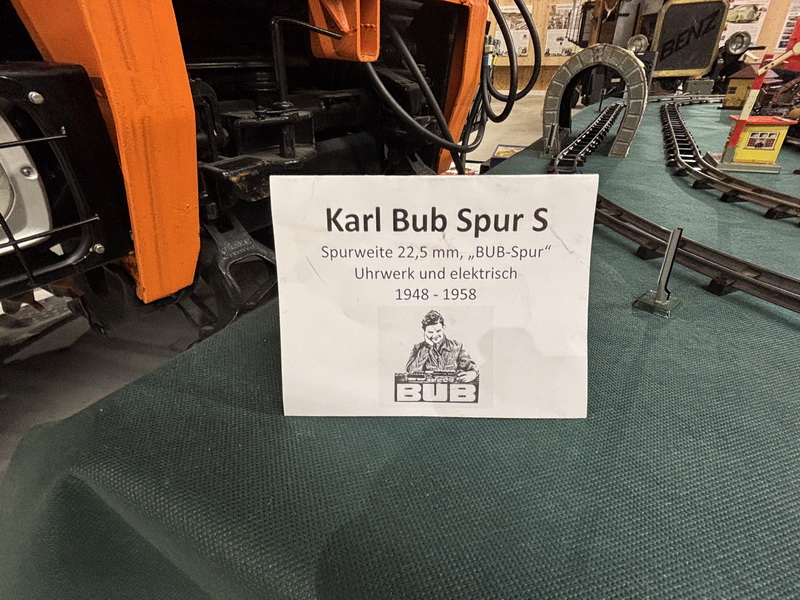 BENZ
Karl Bub Spur S
Spurweite 22,5 mm, „BUB-Spur“
Uhrwerk und elektrisch
1948 - 1958
BUB